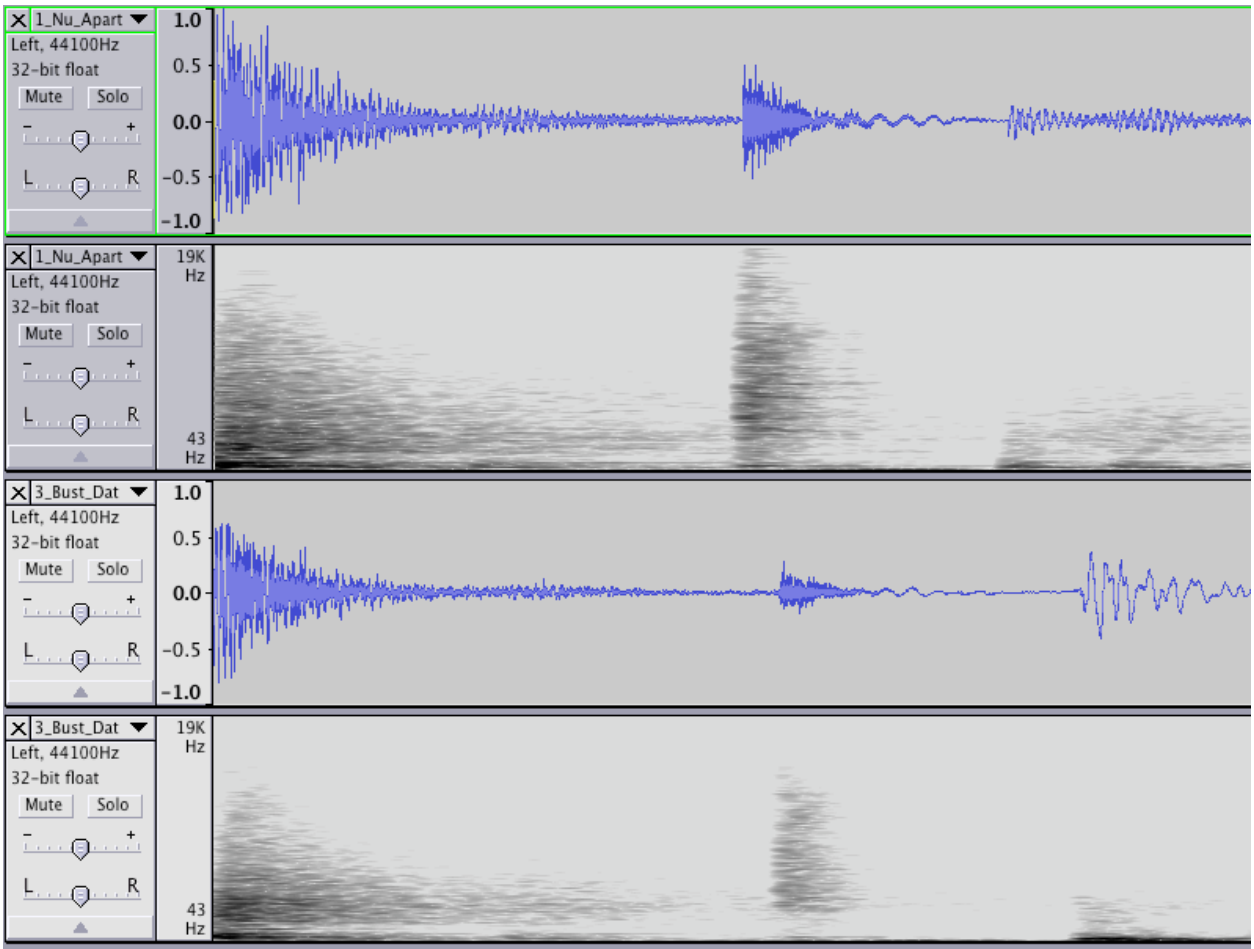 X 1_Nu_Apart
Left, 44100Hz
32-bit float
Mute Solo
- +
L R
1.0
0.5
0.0
-0.5
-1.0
X 1_Nu_Apart
Left, 44100Hz
32-bit float
Mute Solo
- +
L R
19K
Hz
43
Hz
X 3_Bust_Dat
Left, 44100Hz
32-bit float
Mute Solo
- +
L R
1.0
0.5
0.0
-0.5
-1.0
X 3_Bust_Dat
Left, 44100Hz
32-bit float
Mute Solo
- +
L R
19K
Hz
43
Hz